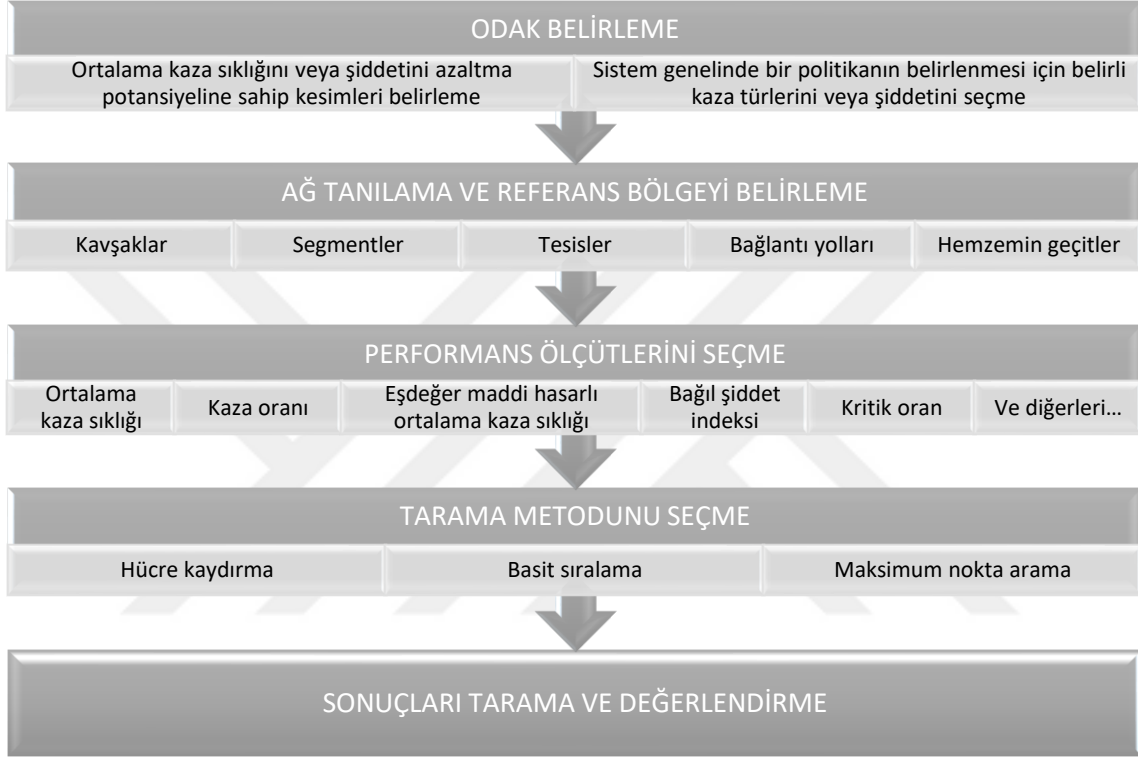 ODAK BELİRLEME
Ortalama kaza sıklığını veya şiddetini azaltma
potansiyeline sahip kesimleri belirleme
Sistem genelinde bir politikanın belirlenmesi için belirli
kaza türlerini veya şiddetini seçme
AĞ TANILAMA VE REFERANS BÖLGEYİ BELİRLEME
Kavşaklar
Segmentler
Tesisler
Bağlantı yolları
Hemzemin geçitler
PERFORMANS ÖLÇÜTLERİNİ SEÇME
Ortalama
kaza sıklığı
Kaza oranı
Eşdeğer maddi hasarlı
ortalama kaza sıklığı
Bağıl şiddet
indeksi
Kritik oran
Ve diğerleri…
TARAMA METODUNU SEÇME
Hücre kaydırma
Basit sıralama
Maksimum nokta arama
SONUÇLARI TARAMA VE DEĞERLENDİRME